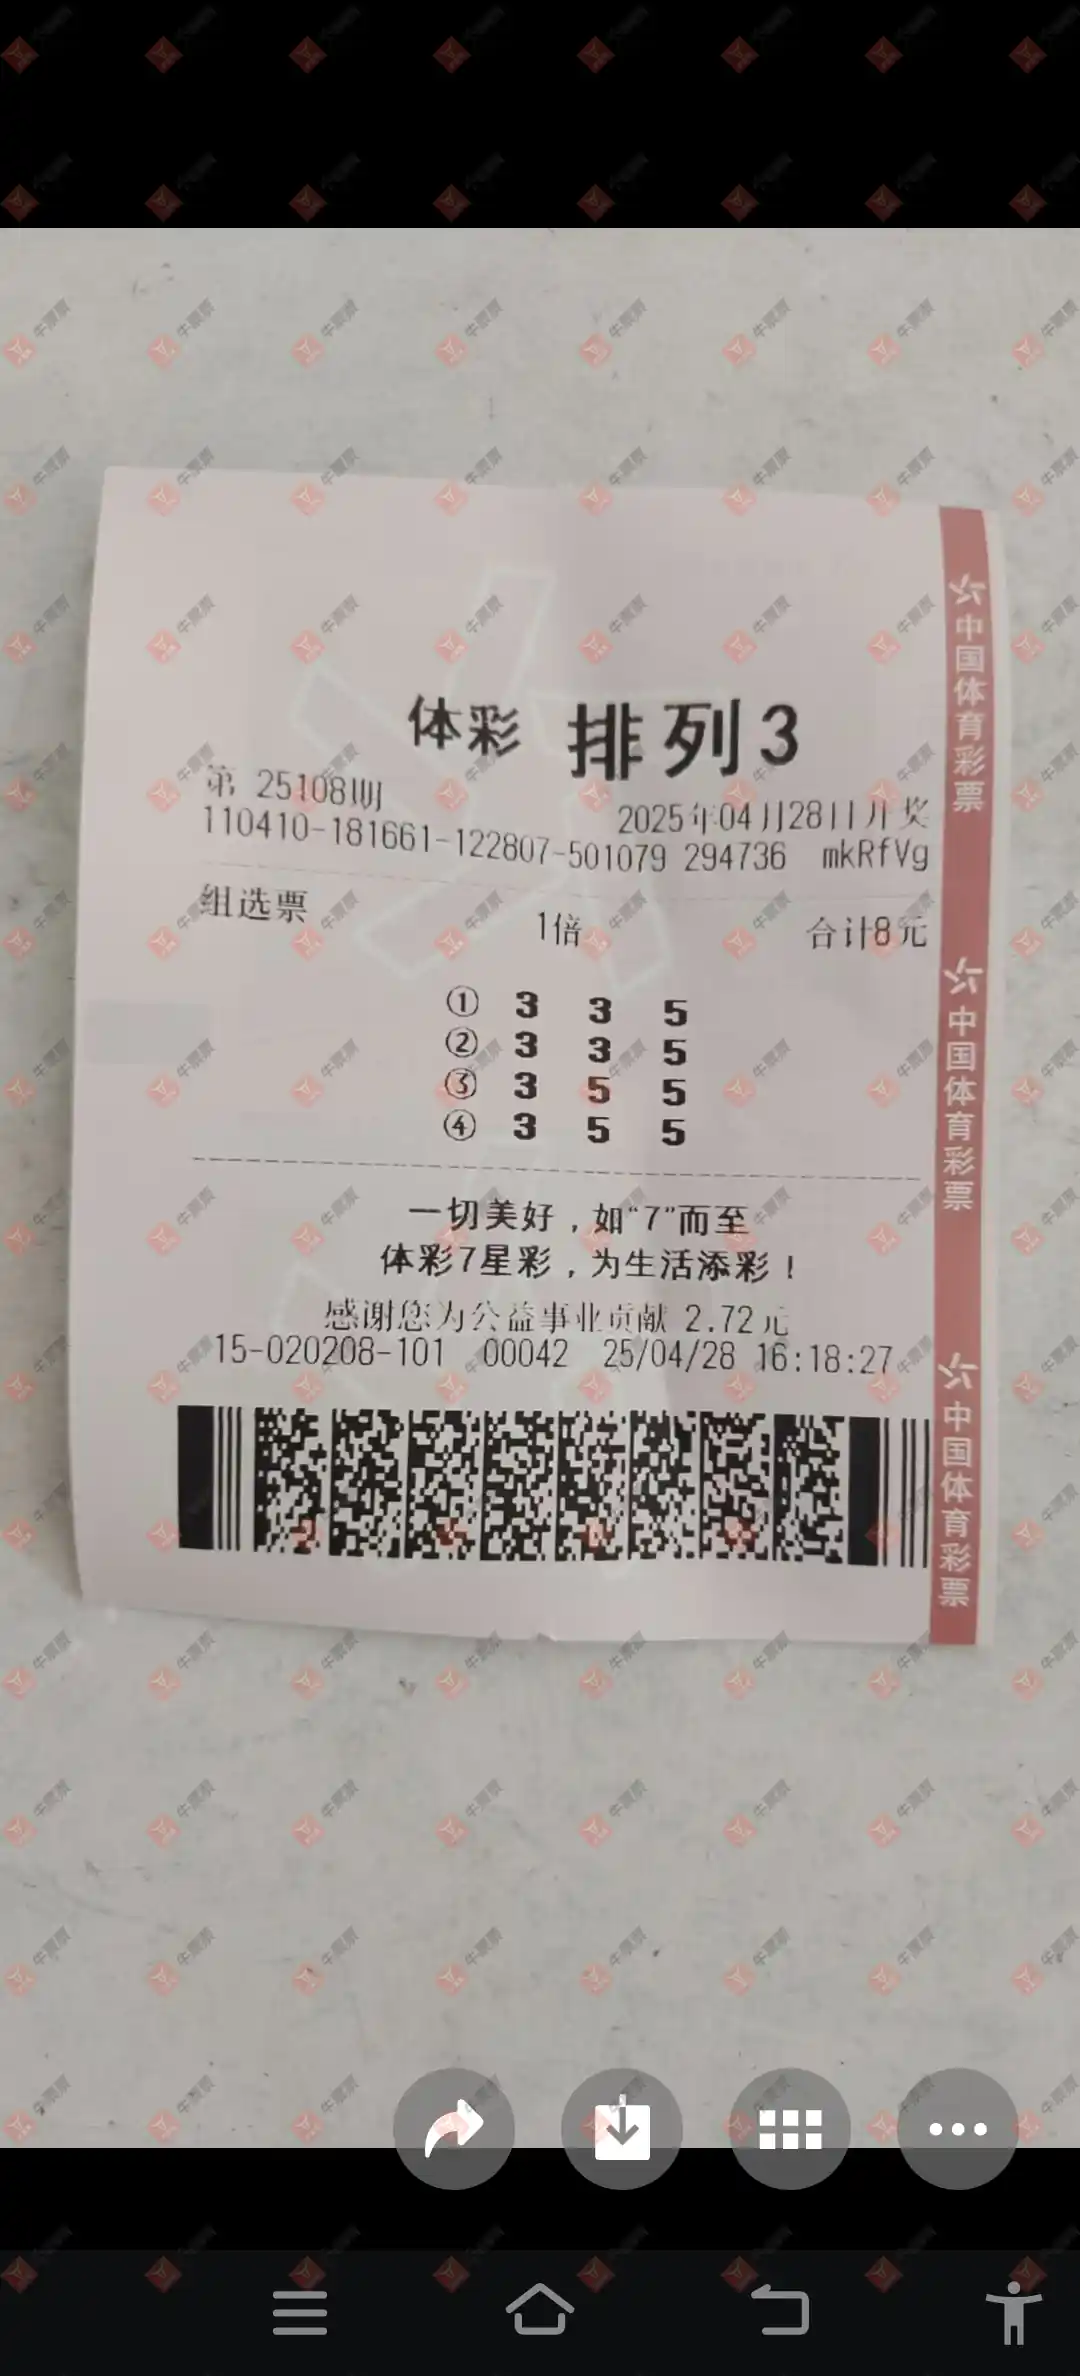 体彩 排列3
第 25108期
2025年04月28日开奖
110410-181661-122807-501079 294736 mkRfVg
组选票 1倍 合计8元
① 3 3 5
② 3 3 5
③ 3 5 5
④ 3 5 5
一切美好，如“7”而至
体彩7星彩，为生活添彩！
感谢您为公益事业贡献 2.72元
15-020208-101 00042 25/04/28 16:18:27
中国体育彩票
中国体育彩票
中国体育彩票